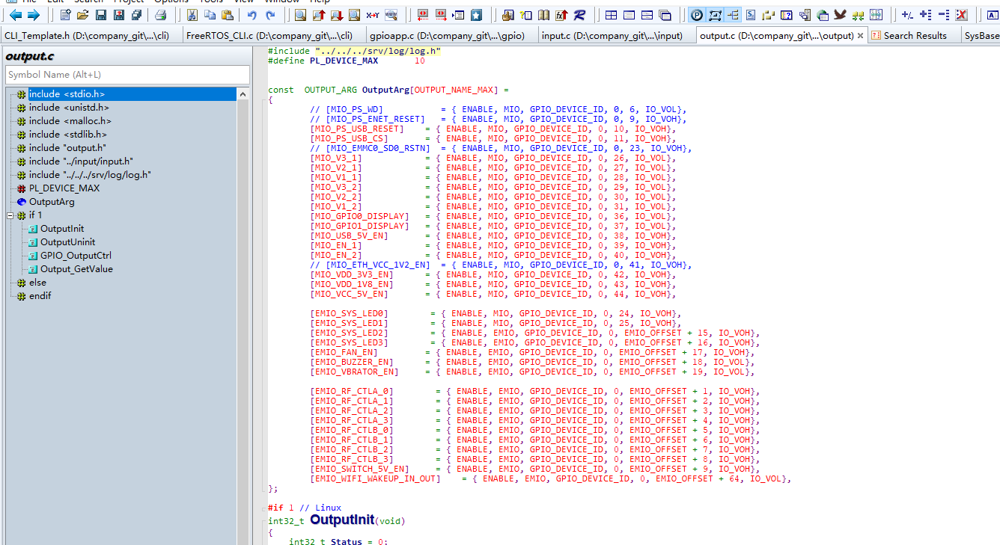 File Edit Search Project Options Tools View Window Help
CLI_Template.h (D:\company_git\...\cli) FreeRTOS_CLI.c (D:\company_git\...\cli) gpioapp.c (D:\company_git\...\gpio) input.c (D:\company_git\...\input) output.c (D:\company_git\...\output) Search Results SysBase
output.c
Symbol Name (Alt+L)
include <stdio.h>
include <unistd.h>
include <malloc.h>
include <stdlib.h>
include "output.h"
include "../input/input.h"
include "../../../srv/log/log.h"
PL_DEVICE_MAX
OutputArg
if 1
OutputInit
OutputUninit
GPIO_OutputCtrl
Output_GetValue
else
endif
#include "../../../srv/log/log.h"
#define PL_DEVICE_MAX 10
const OUTPUT_ARG OutputArg[OUTPUT_NAME_MAX] =
{
// [MIO_PS_WD] = { ENABLE, MIO, GPIO_DEVICE_ID, 0, 6, IO_VOL},
// [MIO_PS_ENET_RESET] = { ENABLE, MIO, GPIO_DEVICE_ID, 0, 9, IO_VOH},
[MIO_PS_USB_RESET] = { ENABLE, MIO, GPIO_DEVICE_ID, 0, 10, IO_VOH},
[MIO_PS_USB_CS] = { ENABLE, MIO, GPIO_DEVICE_ID, 0, 11, IO_VOH},
// [MIO_EMMC0_SD0_RSTN] = { ENABLE, MIO, GPIO_DEVICE_ID, 0, 23, IO_VOH},
[MIO_V3_1] = { ENABLE, MIO, GPIO_DEVICE_ID, 0, 26, IO_VOL},
[MIO_V2_1] = { ENABLE, MIO, GPIO_DEVICE_ID, 0, 27, IO_VOL},
[MIO_V1_1] = { ENABLE, MIO, GPIO_DEVICE_ID, 0, 28, IO_VOL},
[MIO_V3_2] = { ENABLE, MIO, GPIO_DEVICE_ID, 0, 29, IO_VOL},
[MIO_V2_2] = { ENABLE, MIO, GPIO_DEVICE_ID, 0, 30, IO_VOL},
[MIO_V1_2] = { ENABLE, MIO, GPIO_DEVICE_ID, 0, 31, IO_VOL},
[MIO_GPIO0_DISPLAY] = { ENABLE, MIO, GPIO_DEVICE_ID, 0, 36, IO_VOL},
[MIO_GPIO1_DISPLAY] = { ENABLE, MIO, GPIO_DEVICE_ID, 0, 37, IO_VOL},
[MIO_USB_5V_EN] = { ENABLE, MIO, GPIO_DEVICE_ID, 0, 38, IO_VOH},
[MIO_EN_1] = { ENABLE, MIO, GPIO_DEVICE_ID, 0, 39, IO_VOH},
[MIO_EN_2] = { ENABLE, MIO, GPIO_DEVICE_ID, 0, 40, IO_VOH},
// [MIO_ETH_VCC_1V2_EN] = { ENABLE, MIO, GPIO_DEVICE_ID, 0, 41, IO_VOH},
[MIO_VDD_3V3_EN] = { ENABLE, MIO, GPIO_DEVICE_ID, 0, 42, IO_VOH},
[MIO_VDD_1V8_EN] = { ENABLE, MIO, GPIO_DEVICE_ID, 0, 43, IO_VOH},
[MIO_VCC_5V_EN] = { ENABLE, MIO, GPIO_DEVICE_ID, 0, 44, IO_VOH},
[EMIO_SYS_LED0] = { ENABLE, MIO, GPIO_DEVICE_ID, 0, 24, IO_VOH},
[EMIO_SYS_LED1] = { ENABLE, MIO, GPIO_DEVICE_ID, 0, 25, IO_VOH},
[EMIO_SYS_LED2] = { ENABLE, EMIO, GPIO_DEVICE_ID, 0, EMIO_OFFSET + 15, IO_VOH},
[EMIO_SYS_LED3] = { ENABLE, EMIO, GPIO_DEVICE_ID, 0, EMIO_OFFSET + 16, IO_VOH},
[EMIO_FAN_EN] = { ENABLE, EMIO, GPIO_DEVICE_ID, 0, EMIO_OFFSET + 17, IO_VOH},
[EMIO_BUZZER_EN] = { ENABLE, EMIO, GPIO_DEVICE_ID, 0, EMIO_OFFSET + 18, IO_VOL},
[EMIO_VBRATOR_EN] = { ENABLE, EMIO, GPIO_DEVICE_ID, 0, EMIO_OFFSET + 19, IO_VOL},
[EMIO_RF_CTLA_0] = { ENABLE, EMIO, GPIO_DEVICE_ID, 0, EMIO_OFFSET + 1, IO_VOH},
[EMIO_RF_CTLA_1] = { ENABLE, EMIO, GPIO_DEVICE_ID, 0, EMIO_OFFSET + 2, IO_VOH},
[EMIO_RF_CTLA_2] = { ENABLE, EMIO, GPIO_DEVICE_ID, 0, EMIO_OFFSET + 3, IO_VOH},
[EMIO_RF_CTLA_3] = { ENABLE, EMIO, GPIO_DEVICE_ID, 0, EMIO_OFFSET + 4, IO_VOH},
[EMIO_RF_CTLB_0] = { ENABLE, EMIO, GPIO_DEVICE_ID, 0, EMIO_OFFSET + 5, IO_VOH},
[EMIO_RF_CTLB_1] = { ENABLE, EMIO, GPIO_DEVICE_ID, 0, EMIO_OFFSET + 6, IO_VOH},
[EMIO_RF_CTLB_2] = { ENABLE, EMIO, GPIO_DEVICE_ID, 0, EMIO_OFFSET + 7, IO_VOH},
[EMIO_RF_CTLB_3] = { ENABLE, EMIO, GPIO_DEVICE_ID, 0, EMIO_OFFSET + 8, IO_VOH},
[EMIO_SWITCH_5V_EN] = { ENABLE, EMIO, GPIO_DEVICE_ID, 0, EMIO_OFFSET + 9, IO_VOH},
[EMIO_WIFI_WAKEUP_IN_OUT] = { ENABLE, EMIO, GPIO_DEVICE_ID, 0, EMIO_OFFSET + 64, IO_VOL},
};
#if 1 // Linux
int32_t OutputInit(void)
{
int32_t Status = 0;